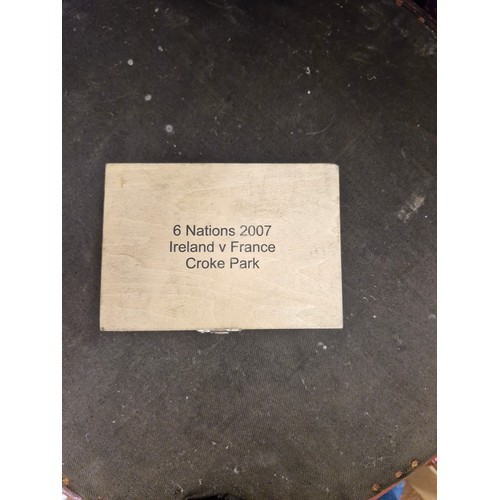 6 Nations 2007
Ireland v France
Croke Park